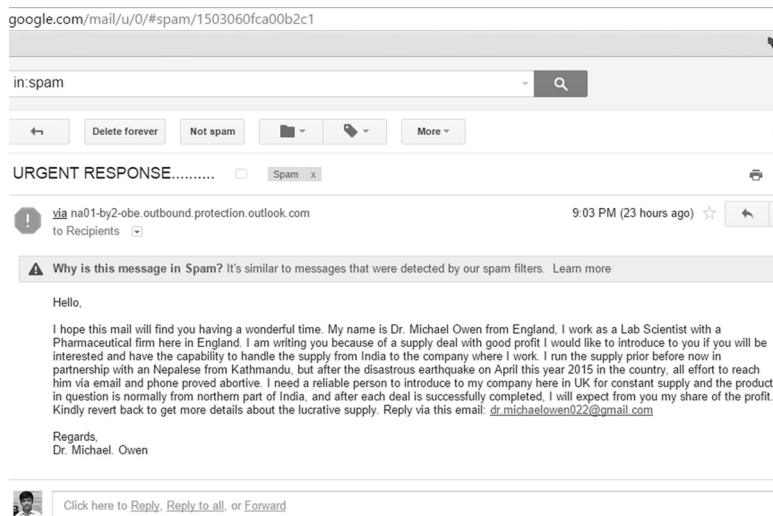 google.com/mail/u/0/#spam/1503060fca00b2c1
in:spam
Delete forever Not spam More
URGENT RESPONSE.......... Spam x
via na01-by2-obe.outbound.protection.outlook.com 9:03 PM (23 hours ago)
to Recipients
Why is this message in Spam? It's similar to messages that were detected by our spam filters. Learn more
Hello,
I hope this mail will find you having a wonderful time. My name is Dr. Michael Owen from England, I work as a Lab Scientist with a
Pharmaceutical firm here in England. I am writing you because of a supply deal with good profit I would like to introduce to you if you will be
interested and have the capability to handle the supply from India to the company where I work. I run the supply prior before now in
partnership with an Nepalese from Kathmandu, but after the disastrous earthquake on April this year 2015 in the country, all effort to reach
him via email and phone proved abortive. I need a reliable person to introduce to my company here in UK for constant supply and the product
in question is normally from northern part of India, and after each deal is successfully completed, I will expect from you my share of the profit.
Kindly revert back to get more details about the lucrative supply. Reply via this email: dr.michaelowen022@gmail.com
Regards,
Dr. Michael. Owen
Click here to Reply, Reply to all, or Forward